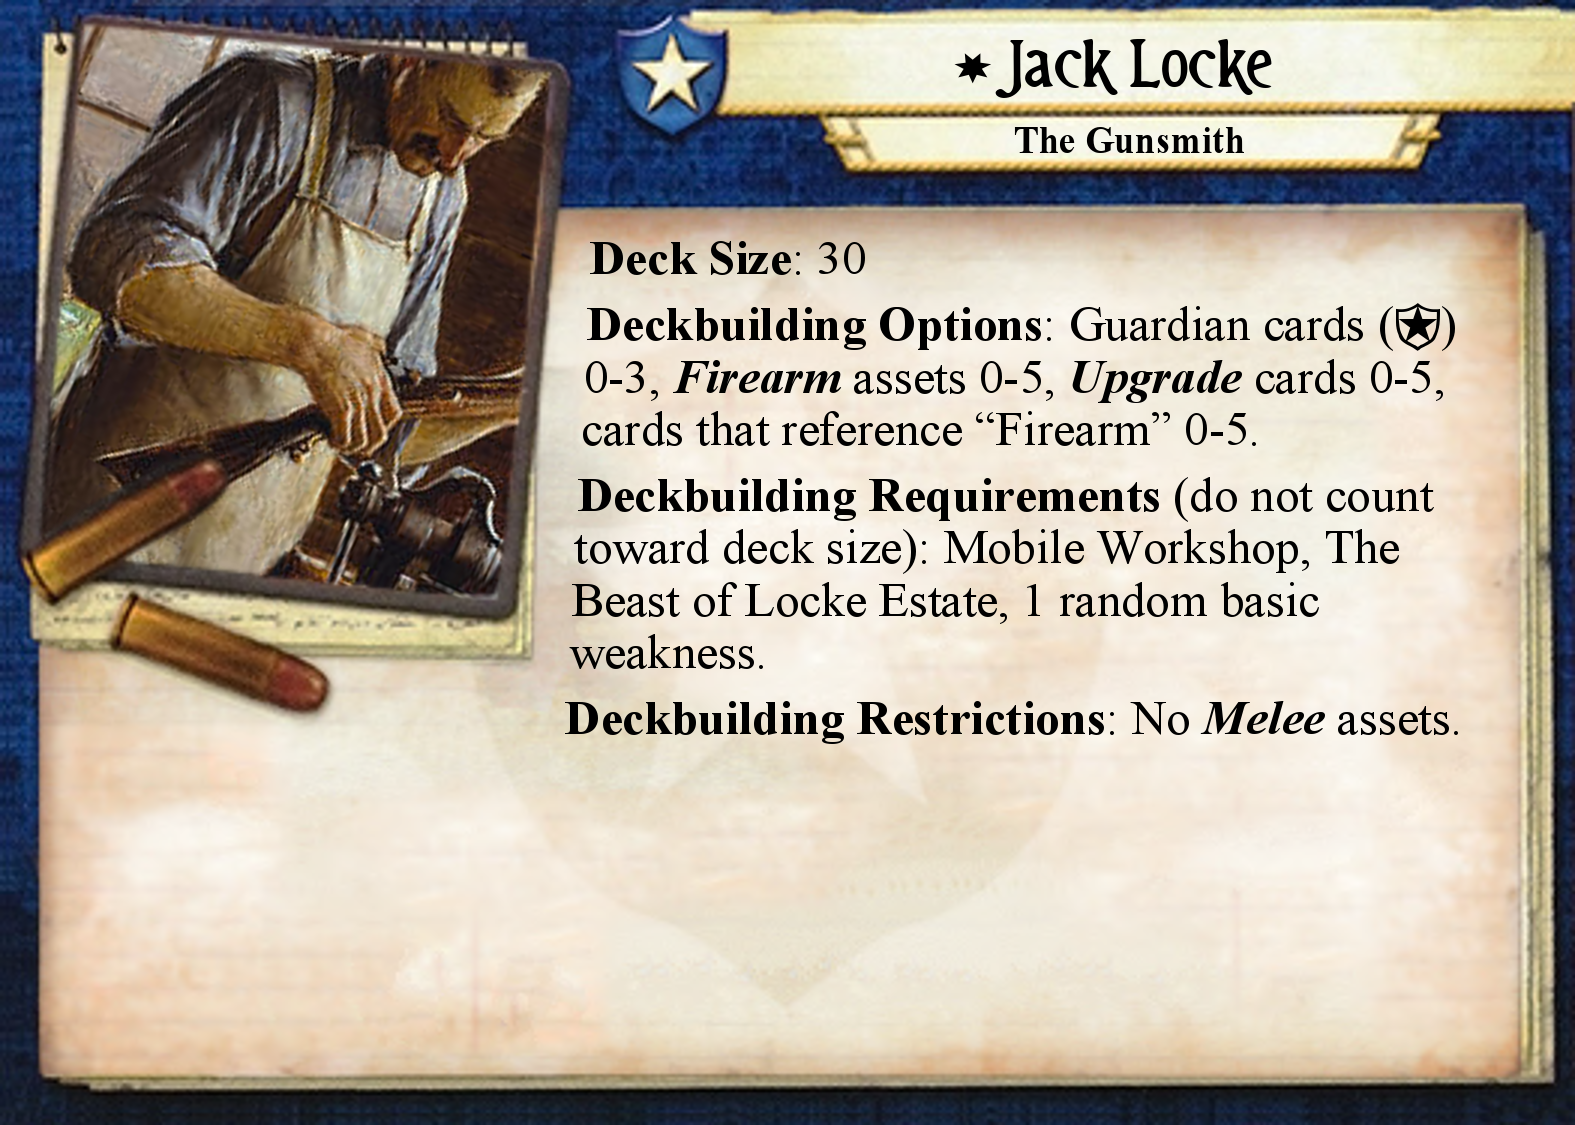 Jack Locke
The Gunsmith
Deck Size: 30
Deckbuilding Options: Guardian cards ()
0-3, Firearm assets 0-5, Upgrade cards 0-5,
cards that reference “Firearm” 0-5.
Deckbuilding Requirements (do not count
toward deck size): Mobile Workshop, The
Beast of Locke Estate, 1 random basic
weakness.
Deckbuilding Restrictions: No Melee assets.